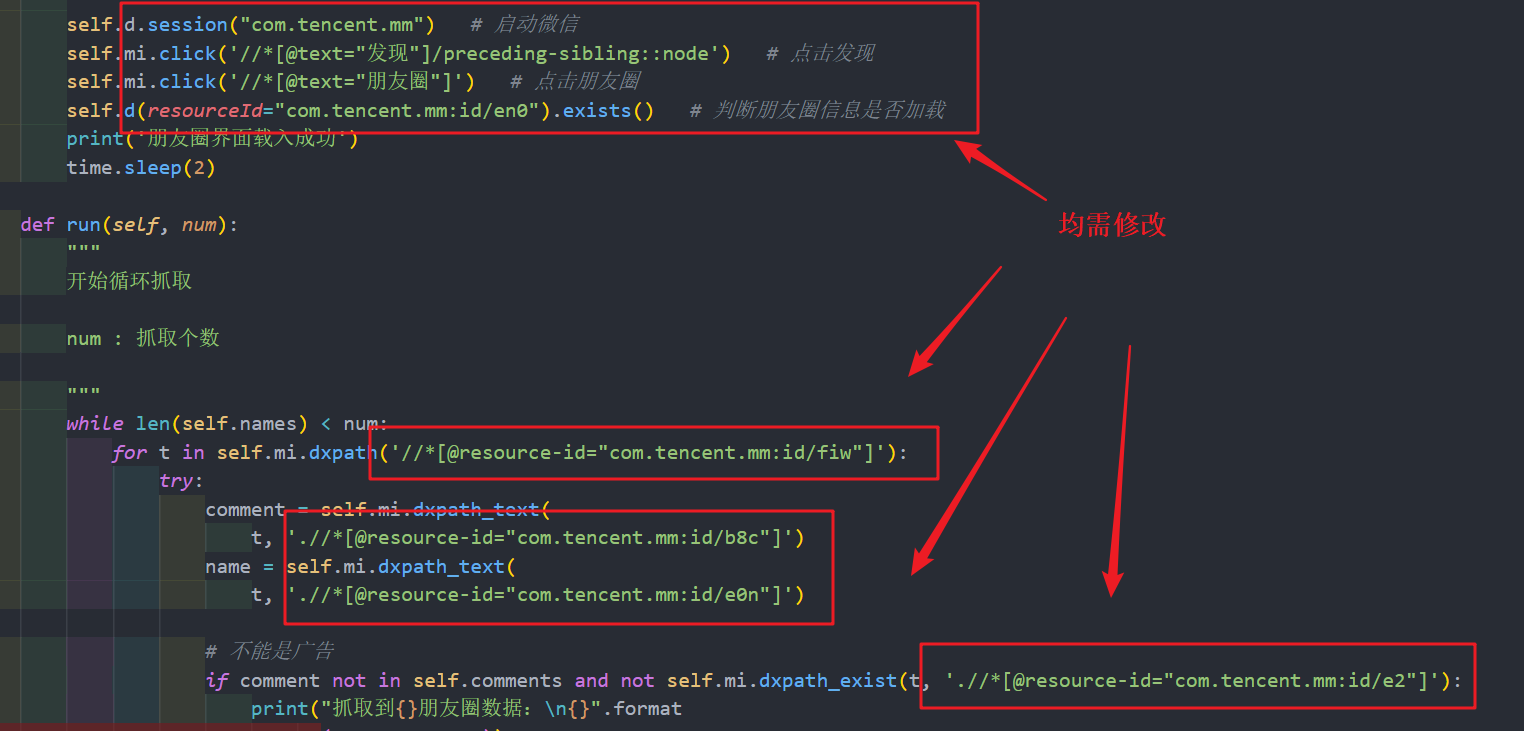 self.d.session("com.tencent.mm")   # 启动微信
self.mi.click('//*[@text="发现"]/preceding-sibling::node')   # 点击发现
self.mi.click('//*[@text="朋友圈"]')   # 点击朋友圈
self.d(resourceId="com.tencent.mm:id/en0").exists()   # 判断朋友圈信息是否加载
print('朋友圈界面载入成功')
time.sleep(2)
均需修改
def run(self, num):
"""
开始循环抓取
num : 抓取个数
"""
while len(self.names) < num:
for t in self.mi.dxpath('//*[@resource-id="com.tencent.mm:id/fiw"]'):
try:
comment = self.mi.dxpath_text(
t, './/*[@resource-id="com.tencent.mm:id/b8c"]')
name = self.mi.dxpath_text(
t, './/*[@resource-id="com.tencent.mm:id/e0n"]')
# 不能是广告
if comment not in self.comments and not self.mi.dxpath_exist(t, './/*[@resource-id="com.tencent.mm:id/e2"]'):
print("抓取到{}朋友圈数据: \n{}".format